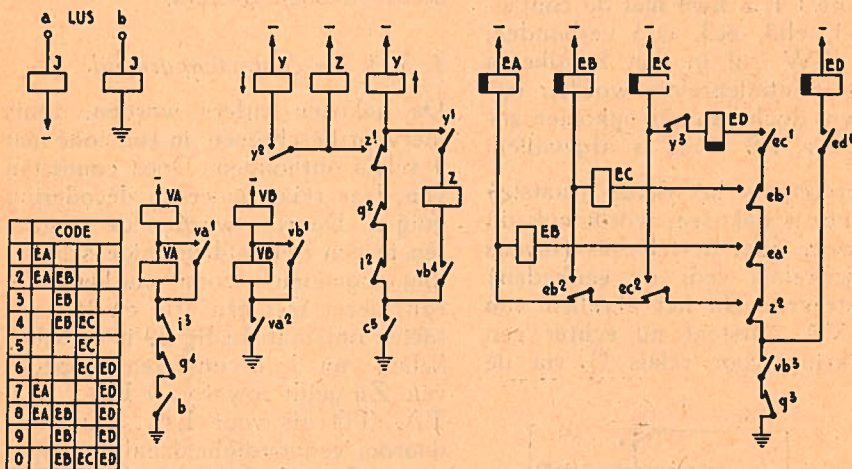 a LUS b
J J
Y Z Y
EA EB EC ED
y² z¹ y¹
y³ ED ec¹ ed¹
Z
g²
EC eb¹
VA VB
va¹ vb¹
VA VB
i² vb⁴
EB ea¹
eb² ec² z²
i³ va² c⁵
g⁴
vb³
b
g³
CODE
1 EA
2 EA EB
3 EB
4 EB EC
5 EC
6 EC ED
7 EA ED
8 EA EB ED
9 EB ED
0 EB EC ED